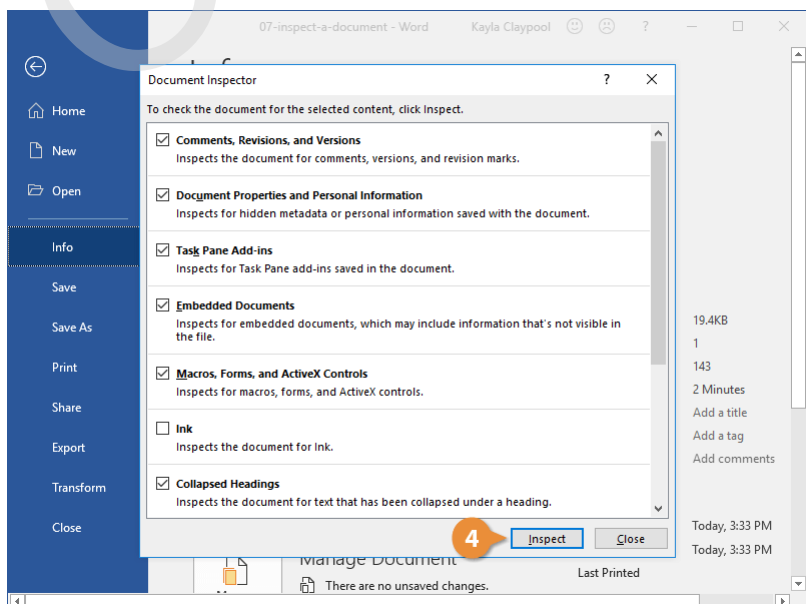 07-inspect-a-document - Word Kayla Claypool ?
Document Inspector ?
To check the document for the selected content, click Inspect.
Comments, Revisions, and Versions
Inspects the document for comments, versions, and revision marks.
Document Properties and Personal Information
Inspects for hidden metadata or personal information saved with the document.
Task Pane Add-ins
Inspects for Task Pane add-ins saved in the document.
Embedded Documents
Inspects for embedded documents, which may include information that's not visible in
the file.
Macros, Forms, and ActiveX Controls
Inspects for macros, forms, and ActiveX controls.
Ink
Inspects the document for Ink.
Collapsed Headings
Inspects the document for text that has been collapsed under a heading.
4
Inspect
Close
Home
New
Open
Info
Save
Save As
Print
Share
Export
Transform
Close
19.4KB
1
143
2 Minutes
Add a title
Add a tag
Add comments
Today, 3:33 PM
Today, 3:33 PM
Last Printed
Manage Document
There are no unsaved changes.